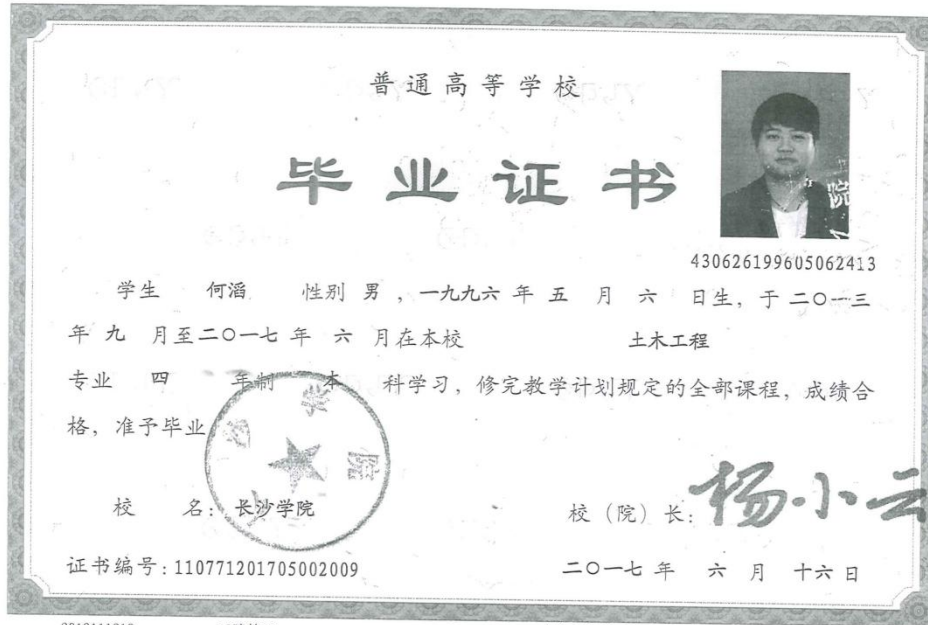 普通高等学校
毕业证书
430626199605062413
学生 何滔 性别 男 ，一九九六 年 五 月 六 日生，于 二〇一三
年 九 月至二〇一七 年 六 月在本校 土木工程
专业 四 年制 本 科学习，修完教学计划规定的全部课程，成绩合
格，准予毕业
校 名：长沙学院
校（院）长：杨小云
证书编号：110771201705002009
二〇一七 年 六 月 十六 日